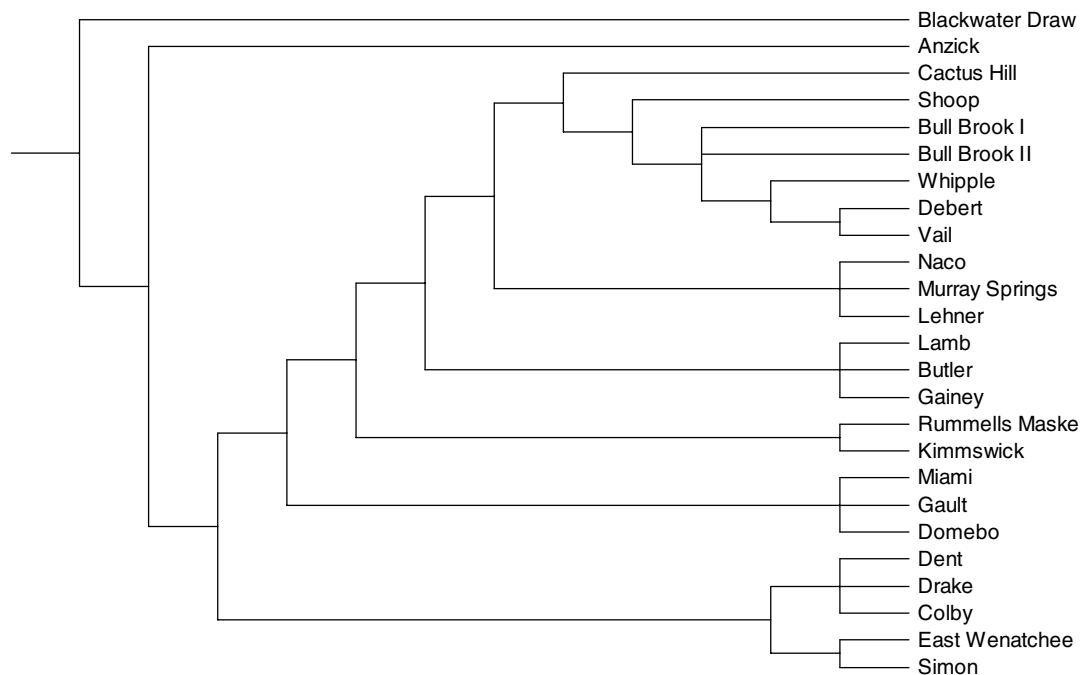 Blackwater Draw
Anzick
Cactus Hill
Shoop
Bull Brook I
Bull Brook II
Whipple
Debert
Vail
Naco
Murray Springs
Lehner
Lamb
Butler
Gainey
Rummells Maske
Kimmswick
Miami
Gault
Domebo
Dent
Drake
Colby
East Wenatchee
Simon